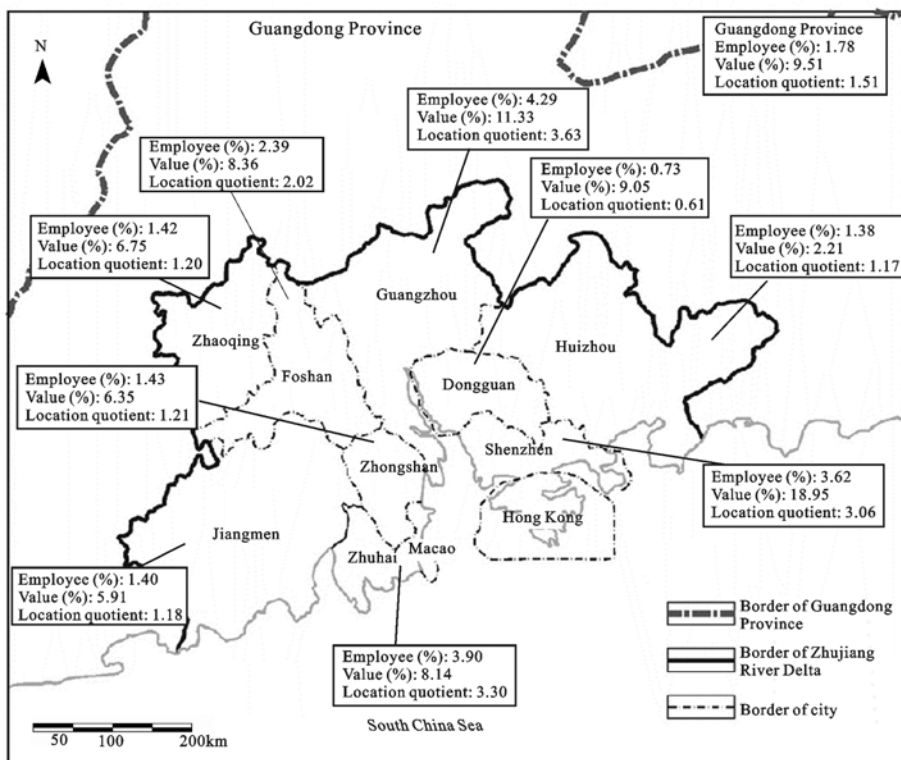 Guangdong Province
Guangdong Province
Employee (%): 1.78
Value (%): 9.51
Location quotient: 1.51
N
Employee (%): 4.29
Value (%): 11.33
Location quotient: 3.63
Employee (%): 2.39
Value (%): 8.36
Location quotient: 2.02
Employee (%): 0.73
Value (%): 9.05
Location quotient: 0.61
Employee (%): 1.42
Value (%): 6.75
Location quotient: 1.20
Employee (%): 1.38
Value (%): 2.21
Location quotient: 1.17
Guangzhou
Zhaoqing
Huizhou
Foshan
Dongguan
Employee (%): 1.43
Value (%): 6.35
Location quotient: 1.21
Shenzhen
Zhongshan
Employee (%): 3.62
Value (%): 18.95
Location quotient: 3.06
Hong Kong
Jiangmen
Macao
Zhuhai
Employee (%): 1.40
Value (%): 5.91
Location quotient: 1.18
Border of Guangdong
Province
Border of Zhujiang
River Delta
Border of city
Employee (%): 3.90
Value (%): 8.14
Location quotient: 3.30
South China Sea
50 100 200km